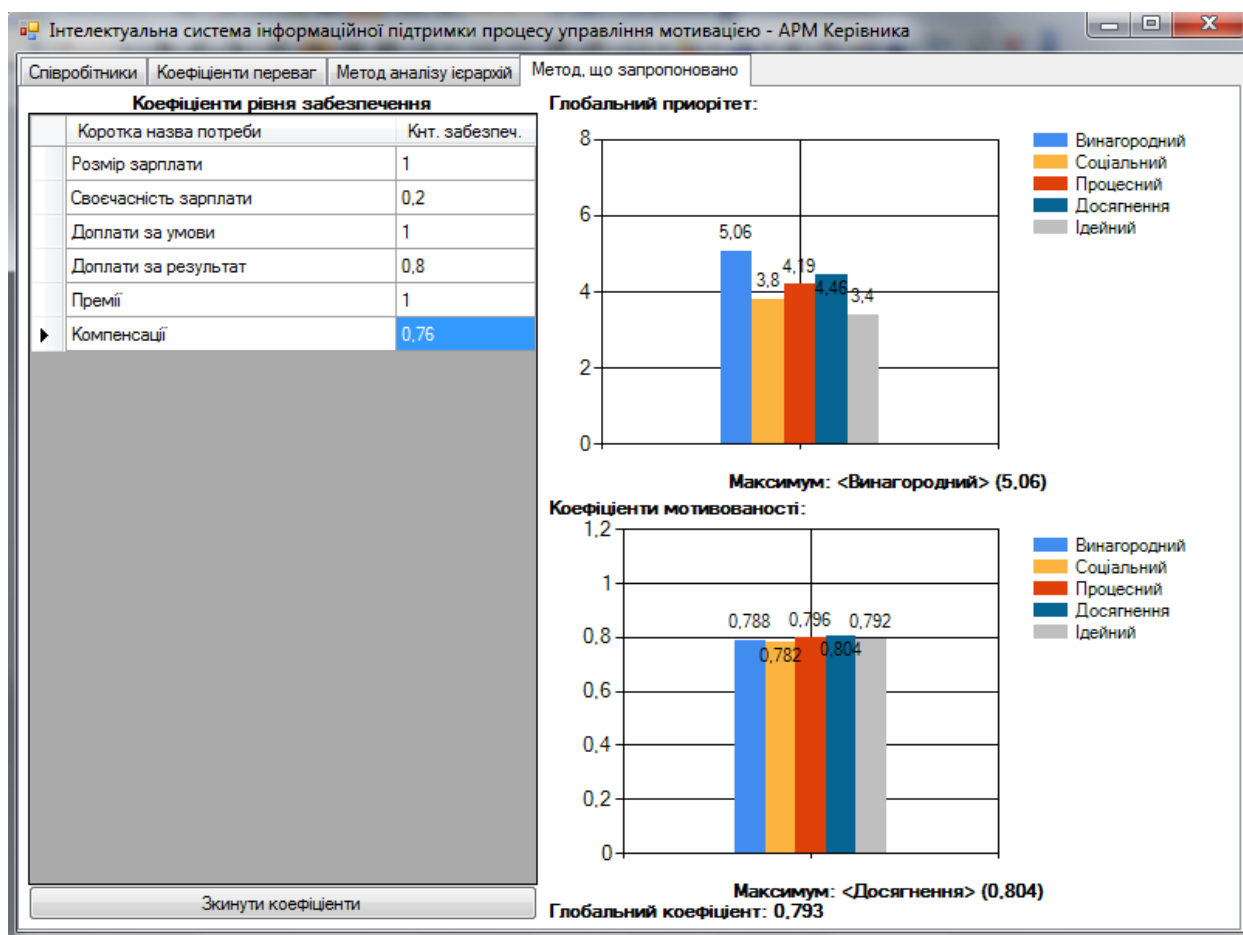 Інтелектуальна система інформаційної підтримки процесу управління мотивацією - АРМ Керівника
Співробітники Коефіцієнти переваг Метод аналізу ієрархій Метод, що запропоновано
Коефіциєнти рівня забезпечення
Коротка назва потреби Кнт. забезпеч.
Розмір зарплати 1
Своєчасність зарплати 0,2
Доплати за умови 1
Доплати за результат 0,8
Премії 1
Компенсації 0,76
Зкинути коефіцієнти
Глобальний приорітет:
8
6
4
2
0
5,06
3,8
4,19
4,46
3,4
Винагородний
Соціальний
Процесний
Досягнення
Ідейний
Максимум: <Винагородний> (5,06)
Коефіцієнти мотивованості:
1,2
1
0,8
0,6
0,4
0,2
0
0,788
0,782
0,796
0,804
0,792
Винагородний
Соціальний
Процесний
Досягнення
Ідейний
Максимум: <Досягнення> (0,804)
Глобальний коефіцієнт: 0,793